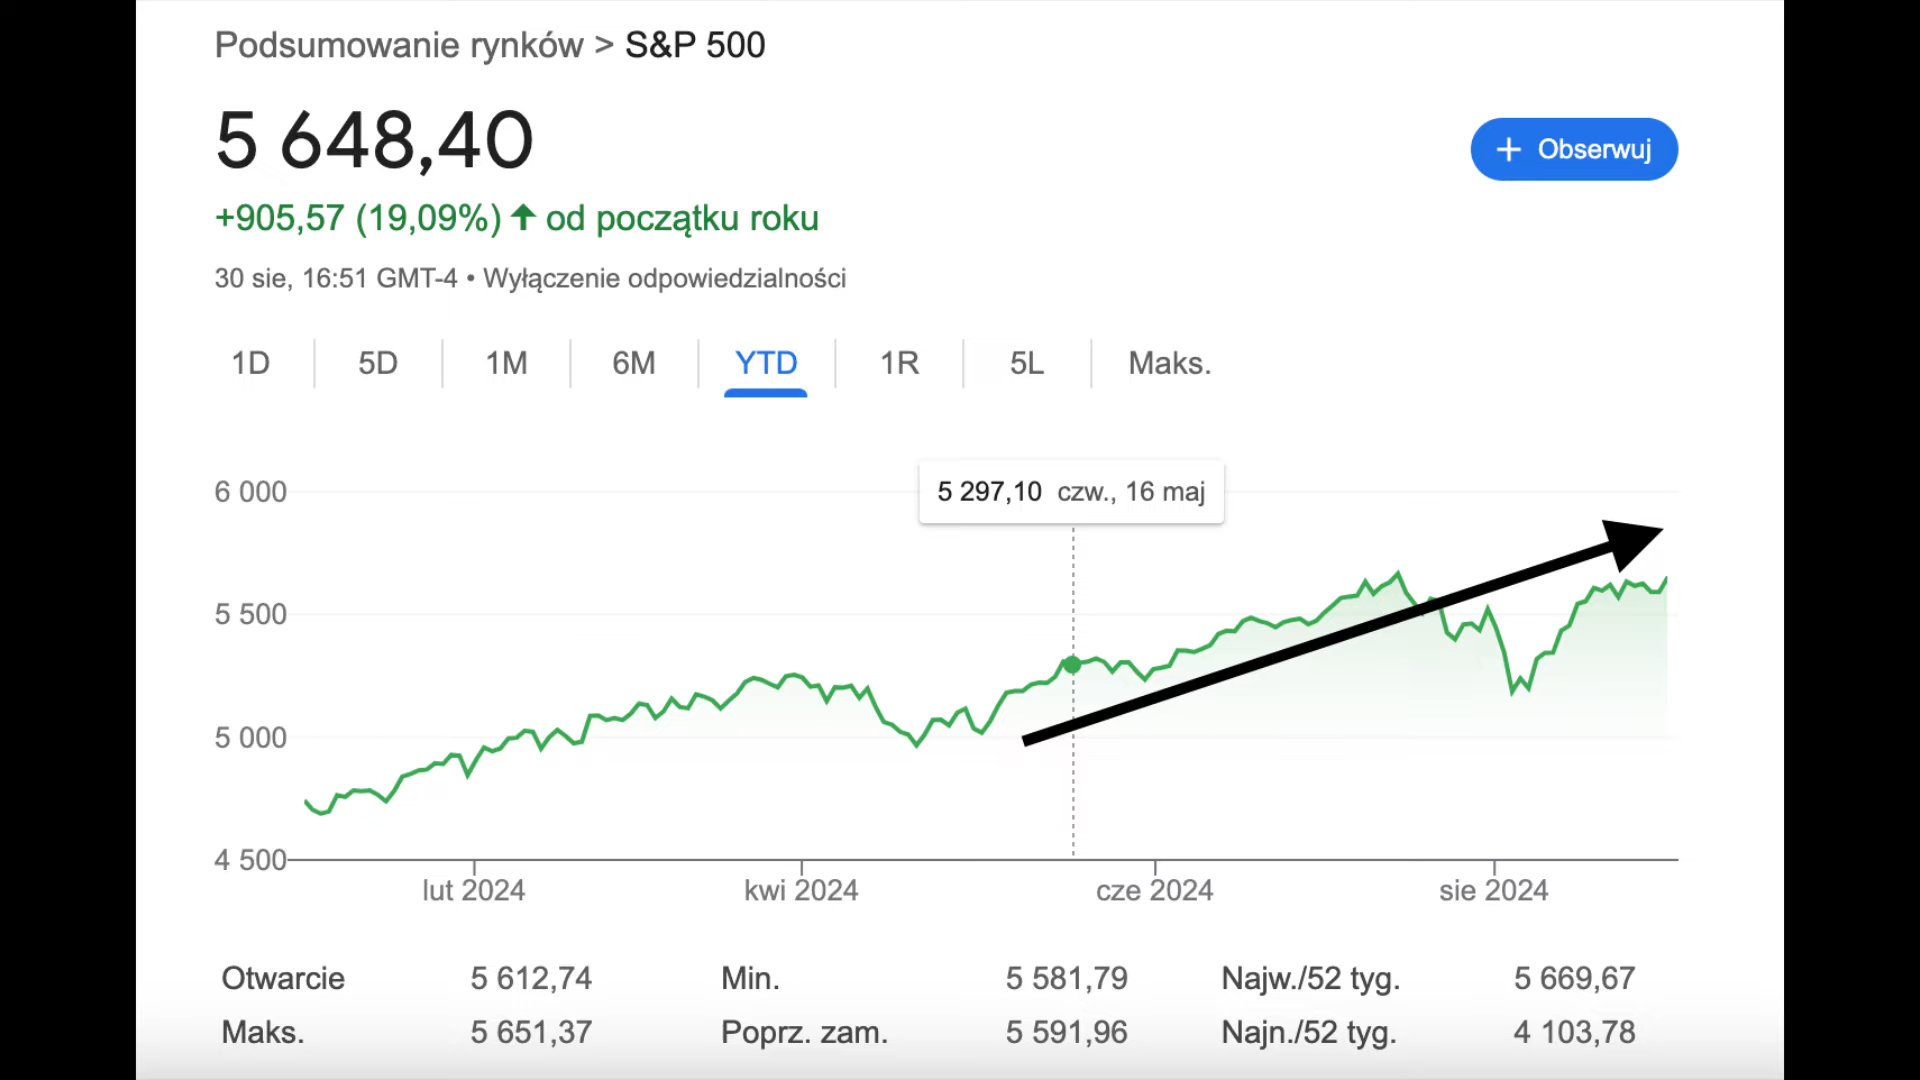 Podsumowanie rynków > S&P 500
5 648,40
+ Obserwuj
+905,57 (19,09%) ↑ od początku roku
30 sie, 16:51 GMT-4 • Wyłączenie odpowiedzialności
1D 5D 1M 6M YTD 1R 5L Maks.
5 297,10 czw., 16 maj
6 000
5 500
5 000
4 500
lut 2024 kwi 2024 cze 2024 sie 2024
Otwarcie 5 612,74 Min. 5 581,79 Najw./52 tyg. 5 669,67
Maks. 5 651,37 Poprz. zam. 5 591,96 Najn./52 tyg. 4 103,78